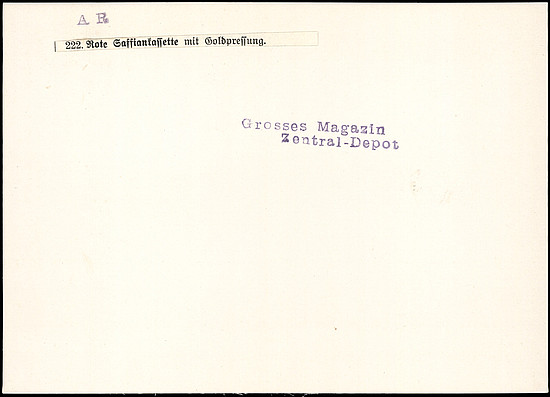 A R
222. Rote Saffiankassette mit Goldpressung.
Grosses Magazin
Zentral-Depot